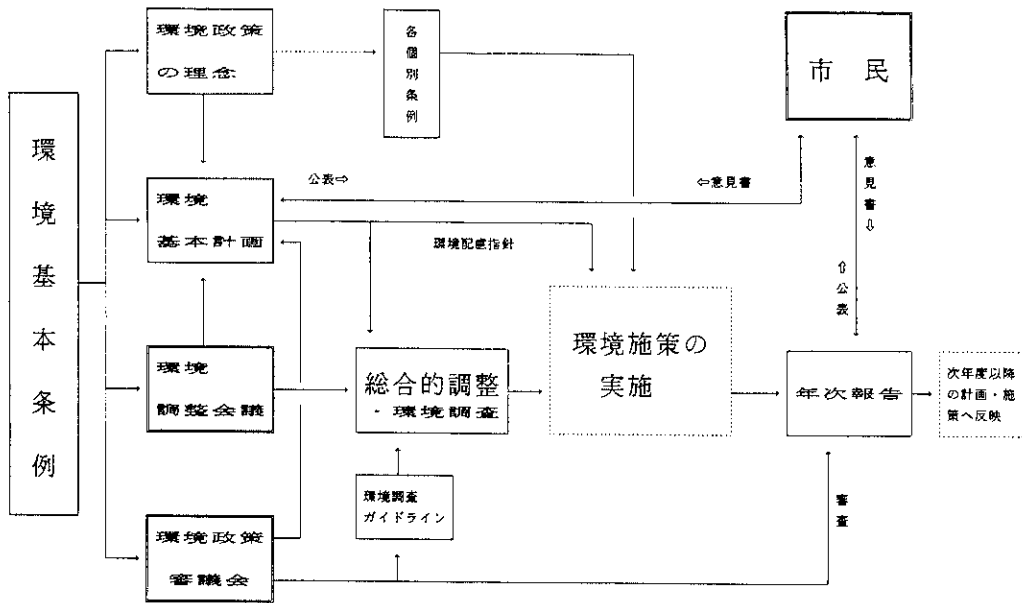 環境基本条例
環境政策
の理念
各個別条例
市 民
環境
基本計画
公表⇨
⇦意見書
環境配慮指針
意見書⇩
⇧公表
環境施策の
実施
環境
調整会議
総合的調整
・環境調査
年次報告
次年度以降
の計画・施
策へ反映
環境調査
ガイドライン
審査
環境政策
審議会